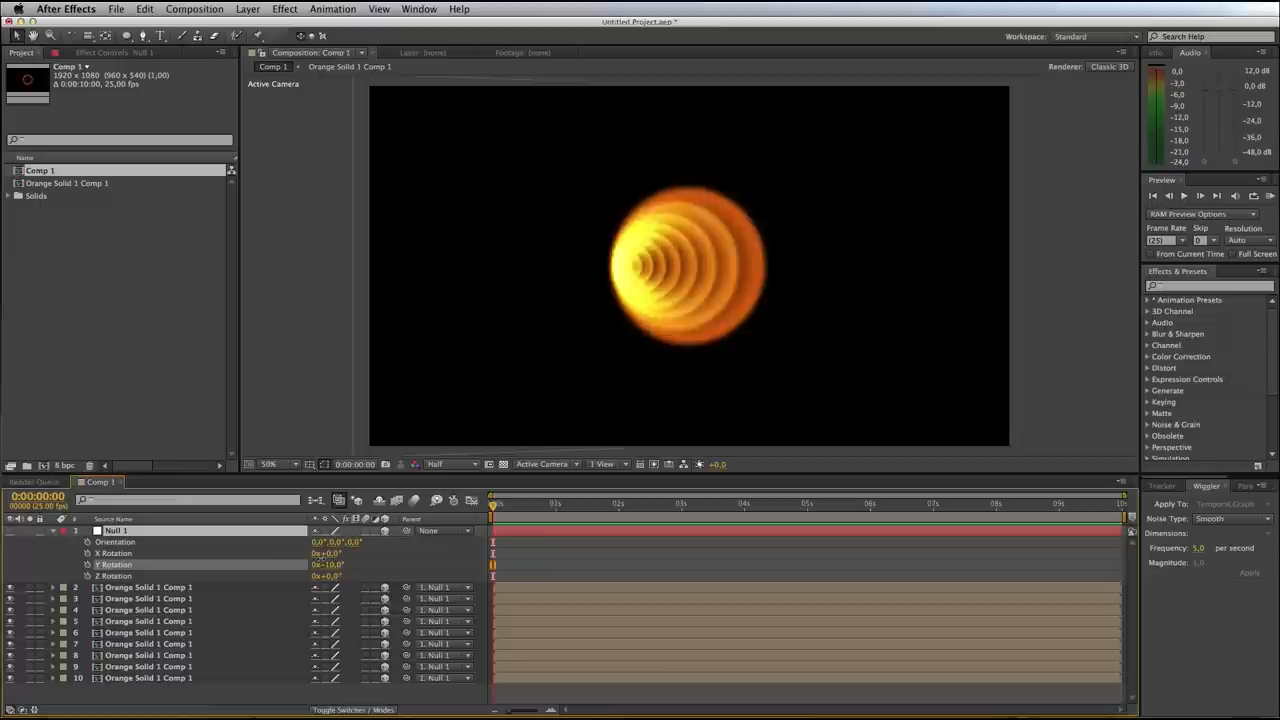 After Effects File Edit Composition Layer Effect Animation View Window Help
Untitled Project.aep *
Workspace: Standard Search Help
Project Effect Controls: Null 1 Composition: Comp 1 Layer: (none) Footage: (none) Info Audio
Comp 1 Orange Solid 1 Comp 1 Renderer: Classic 3D
Comp 1
1920 x 1080 (960 x 540) (1,00)
Δ 0:00:10:00, 25,00 fps
Active Camera
0,0 12,0 dB
-3,0
-6,0 0,0 dB
-9,0
-12,0 -12,0
-15,0 -24,0
-18,0 -36,0
-21,0
-24,0 -48,0 dB
Name
Comp 1
Orange Solid 1 Comp 1
Solids
Preview
RAM Preview Options
Frame Rate Skip Resolution
(25) 0 Auto
From Current Time Full Screen
Effects & Presets
* Animation Presets
3D Channel
Audio
Blur & Sharpen
Channel
Color Correction
Distort
Expression Controls
Generate
Keying
Matte
Noise & Grain
Obsolete
Perspective
Simulation
8 bpc 50% 0:00:00:00 Half Active Camera 1 View +0,0
Render Queue Comp 1
0:00:00:00
00000 (25.00 fps)
01s 02s 03s 04s 05s 06s 07s 08s 09s 10s
# Source Name Parent
1 Null 1 None
Orientation 0,0°,0,0°,0,0°
X Rotation 0x+0,0°
Y Rotation 0x-10,0°
Z Rotation 0x+0,0°
2 Orange Solid 1 Comp 1 1. Null 1
3 Orange Solid 1 Comp 1 1. Null 1
4 Orange Solid 1 Comp 1 1. Null 1
5 Orange Solid 1 Comp 1 1. Null 1
6 Orange Solid 1 Comp 1 1. Null 1
7 Orange Solid 1 Comp 1 1. Null 1
8 Orange Solid 1 Comp 1 1. Null 1
9 Orange Solid 1 Comp 1 1. Null 1
10 Orange Solid 1 Comp 1 1. Null 1
Toggle Switches / Modes
Tracker Wiggler Para
Apply To: Temporal Graph
Noise Type: Smooth
Dimensions:
Frequency: 5,0 per second
Magnitude: 1,0
Apply